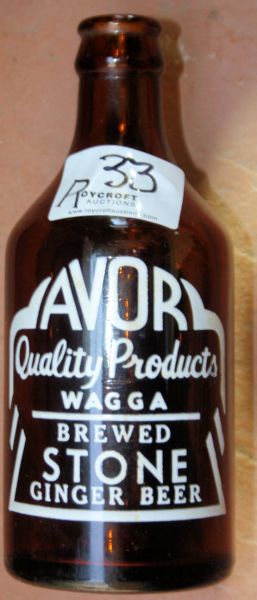 33
ROYCROFT
AUCTIONS
AVOR
Quality Products
WAGGA
BREWED
STONE
GINGER BEER